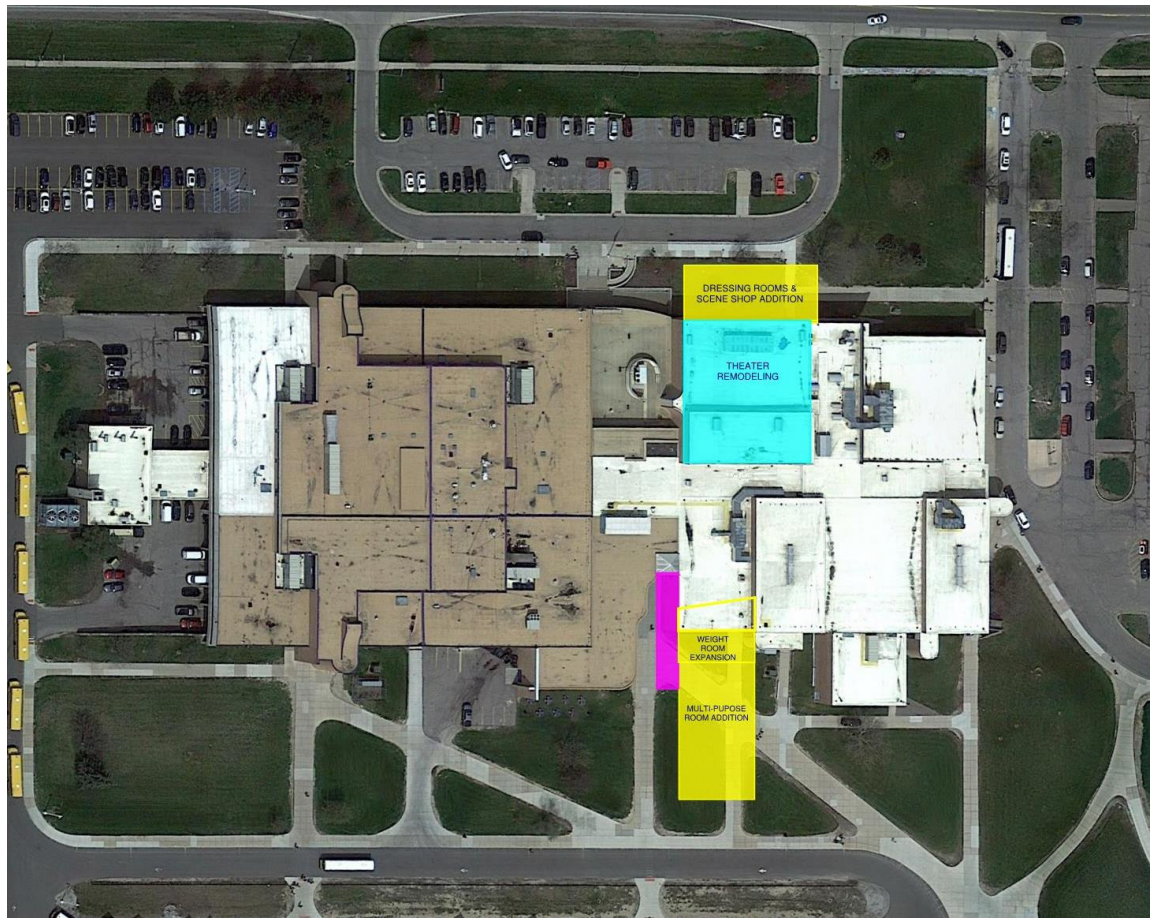 DRESSING ROOMS &
SCENE SHOP ADDITION
THEATER
REMODELING
WEIGHT
ROOM
EXPANSION
MULTI-PUPOSE
ROOM ADDITION